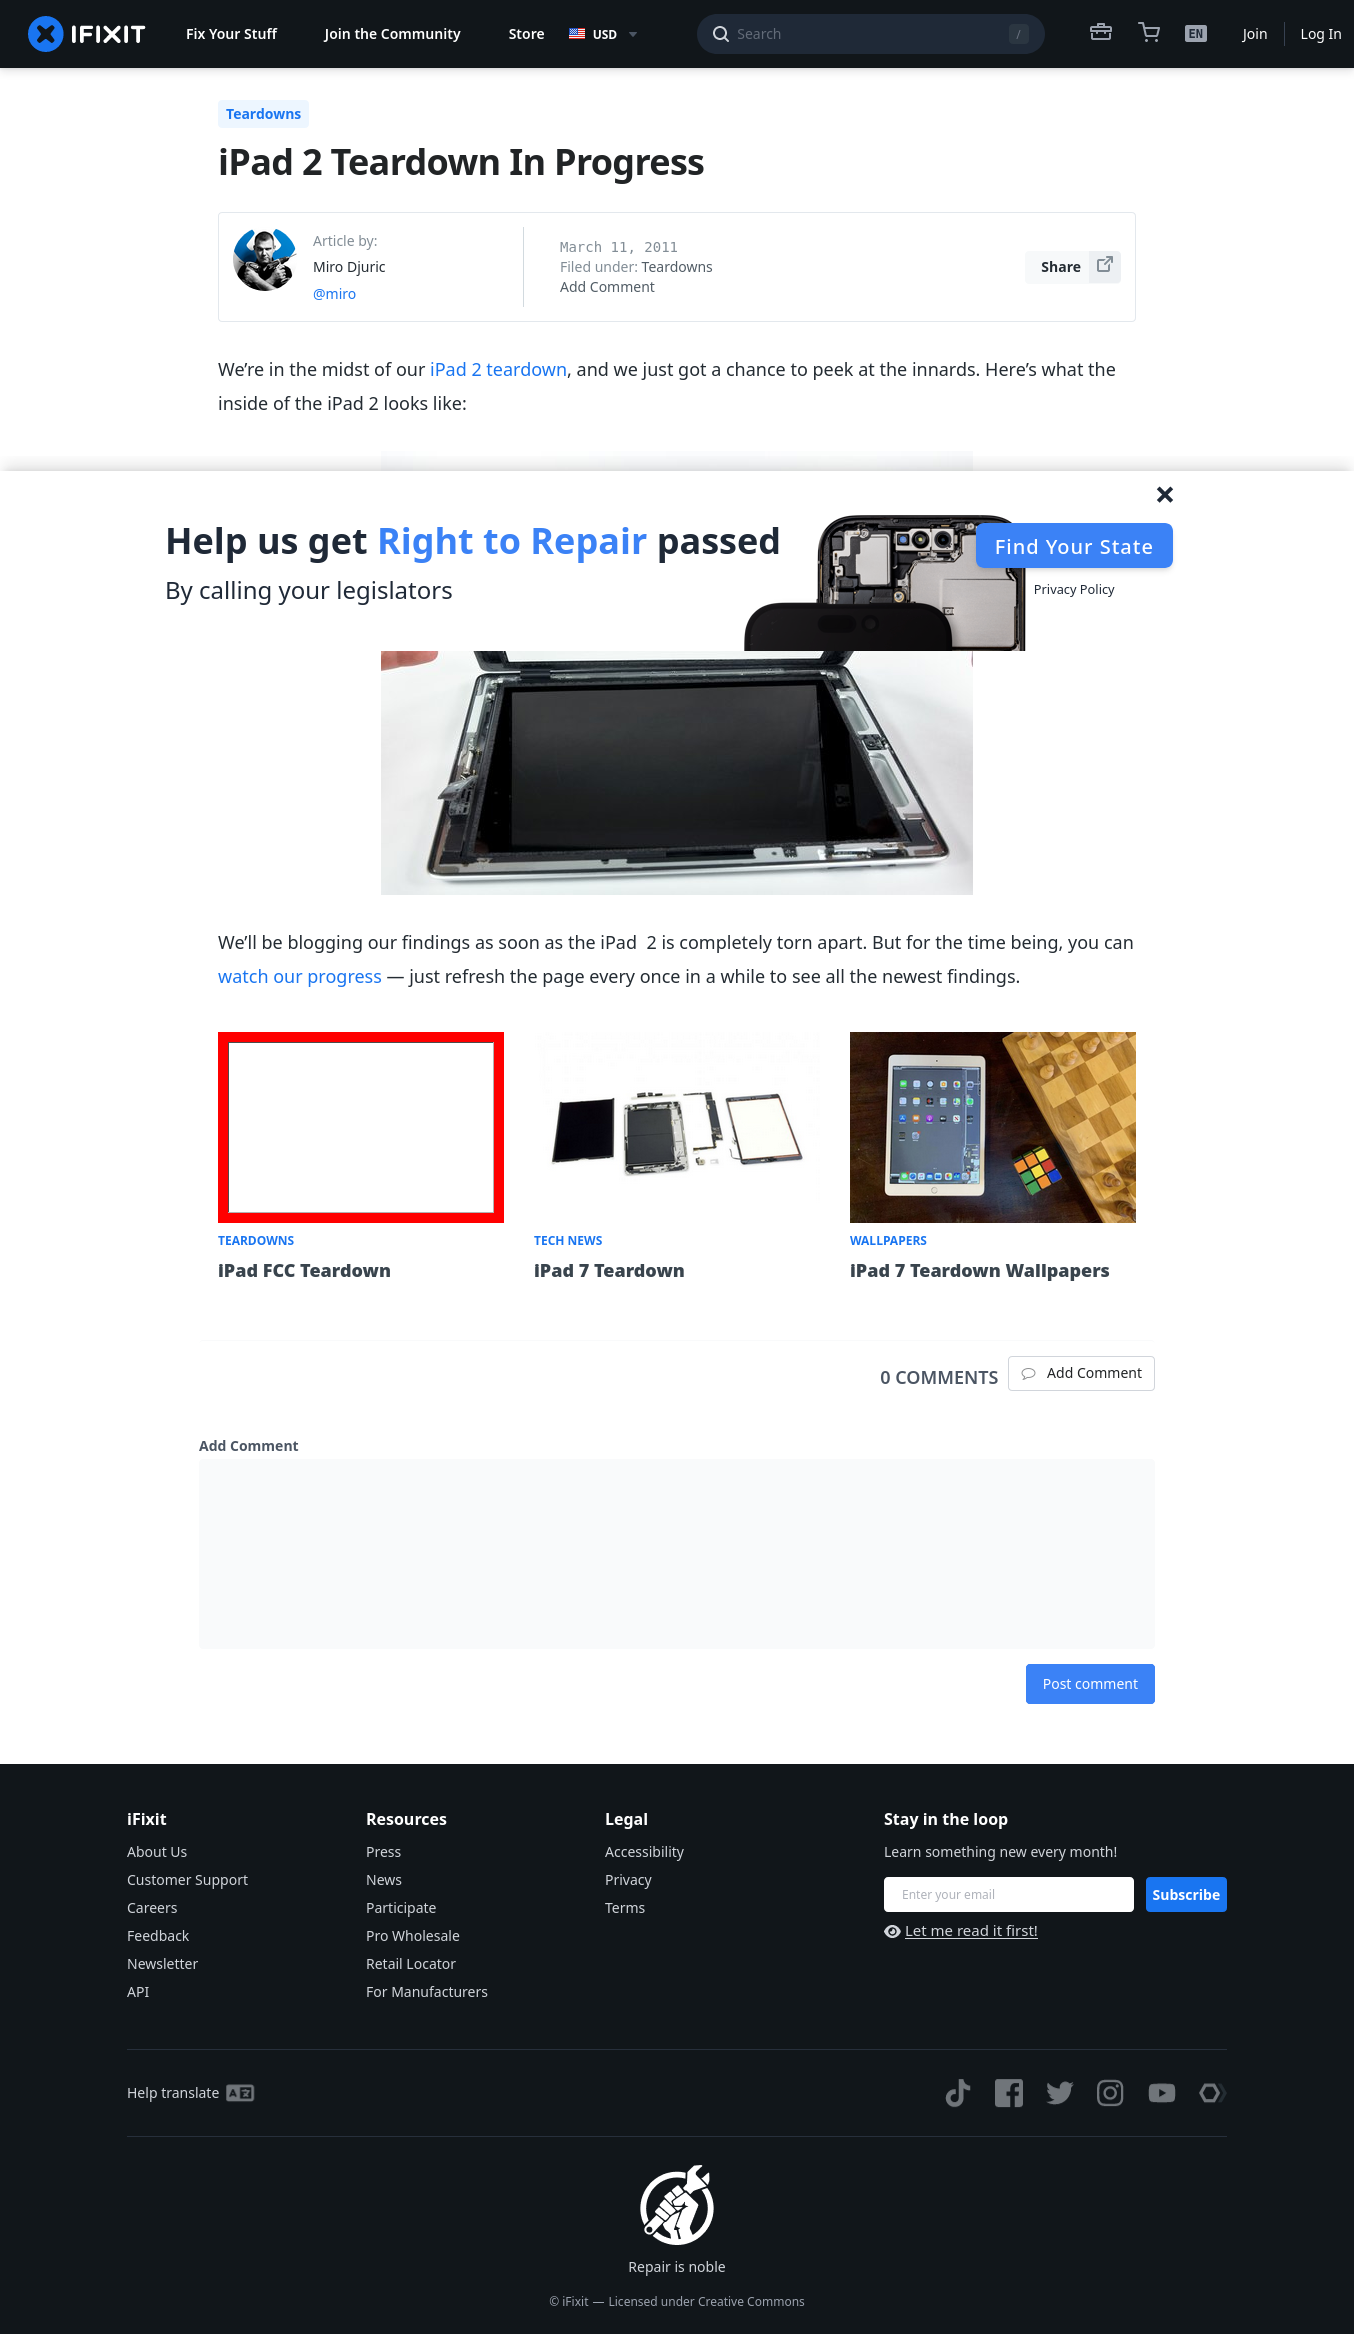 IFIXIT
Fix Your Stuff
Join the Community
Store
USD
Search
/
EN
Join
Log In
Teardowns
iPad 2 Teardown In Progress
Article by:
Miro Djuric
@miro
March 11, 2011
Filed under: Teardowns
Add Comment
Share
We’re in the midst of our iPad 2 teardown, and we just got a chance to peek at the innards. Here’s what the
inside of the iPad 2 looks like:
Help us get Right to Repair passed
By calling your legislators
Find Your State
Privacy Policy
We’ll be blogging our findings as soon as the iPad  2 is completely torn apart. But for the time being, you can
watch our progress — just refresh the page every once in a while to see all the newest findings.
TEARDOWNS
iPad FCC Teardown
TECH NEWS
iPad 7 Teardown
WALLPAPERS
iPad 7 Teardown Wallpapers
0 COMMENTS
Add Comment
Add Comment
Post comment
iFixit
About Us
Customer Support
Careers
Feedback
Newsletter
API
Resources
Press
News
Participate
Pro Wholesale
Retail Locator
For Manufacturers
Legal
Accessibility
Privacy
Terms
Stay in the loop
Learn something new every month!
Enter your email
Subscribe
Let me read it first!
Help translate
Repair is noble
© iFixit — Licensed under Creative Commons